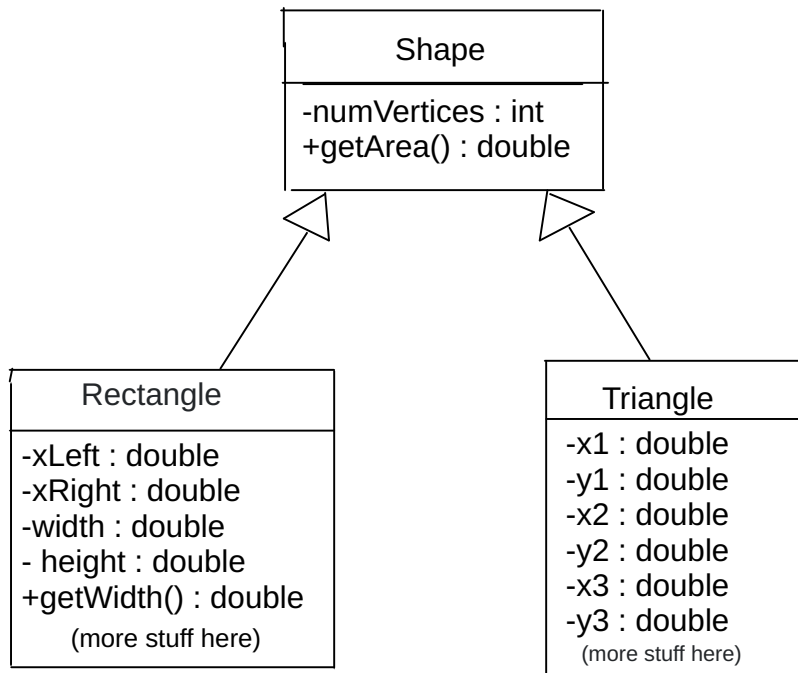 Shape
-numVertices : int
+getArea() : double
Rectangle
-xLeft : double
-xRight : double
-width : double
- height : double
+getWidth() : double
(more stuff here)
Triangle
-x1 : double
-y1 : double
-x2 : double
-y2 : double
-x3 : double
-y3 : double
(more stuff here)